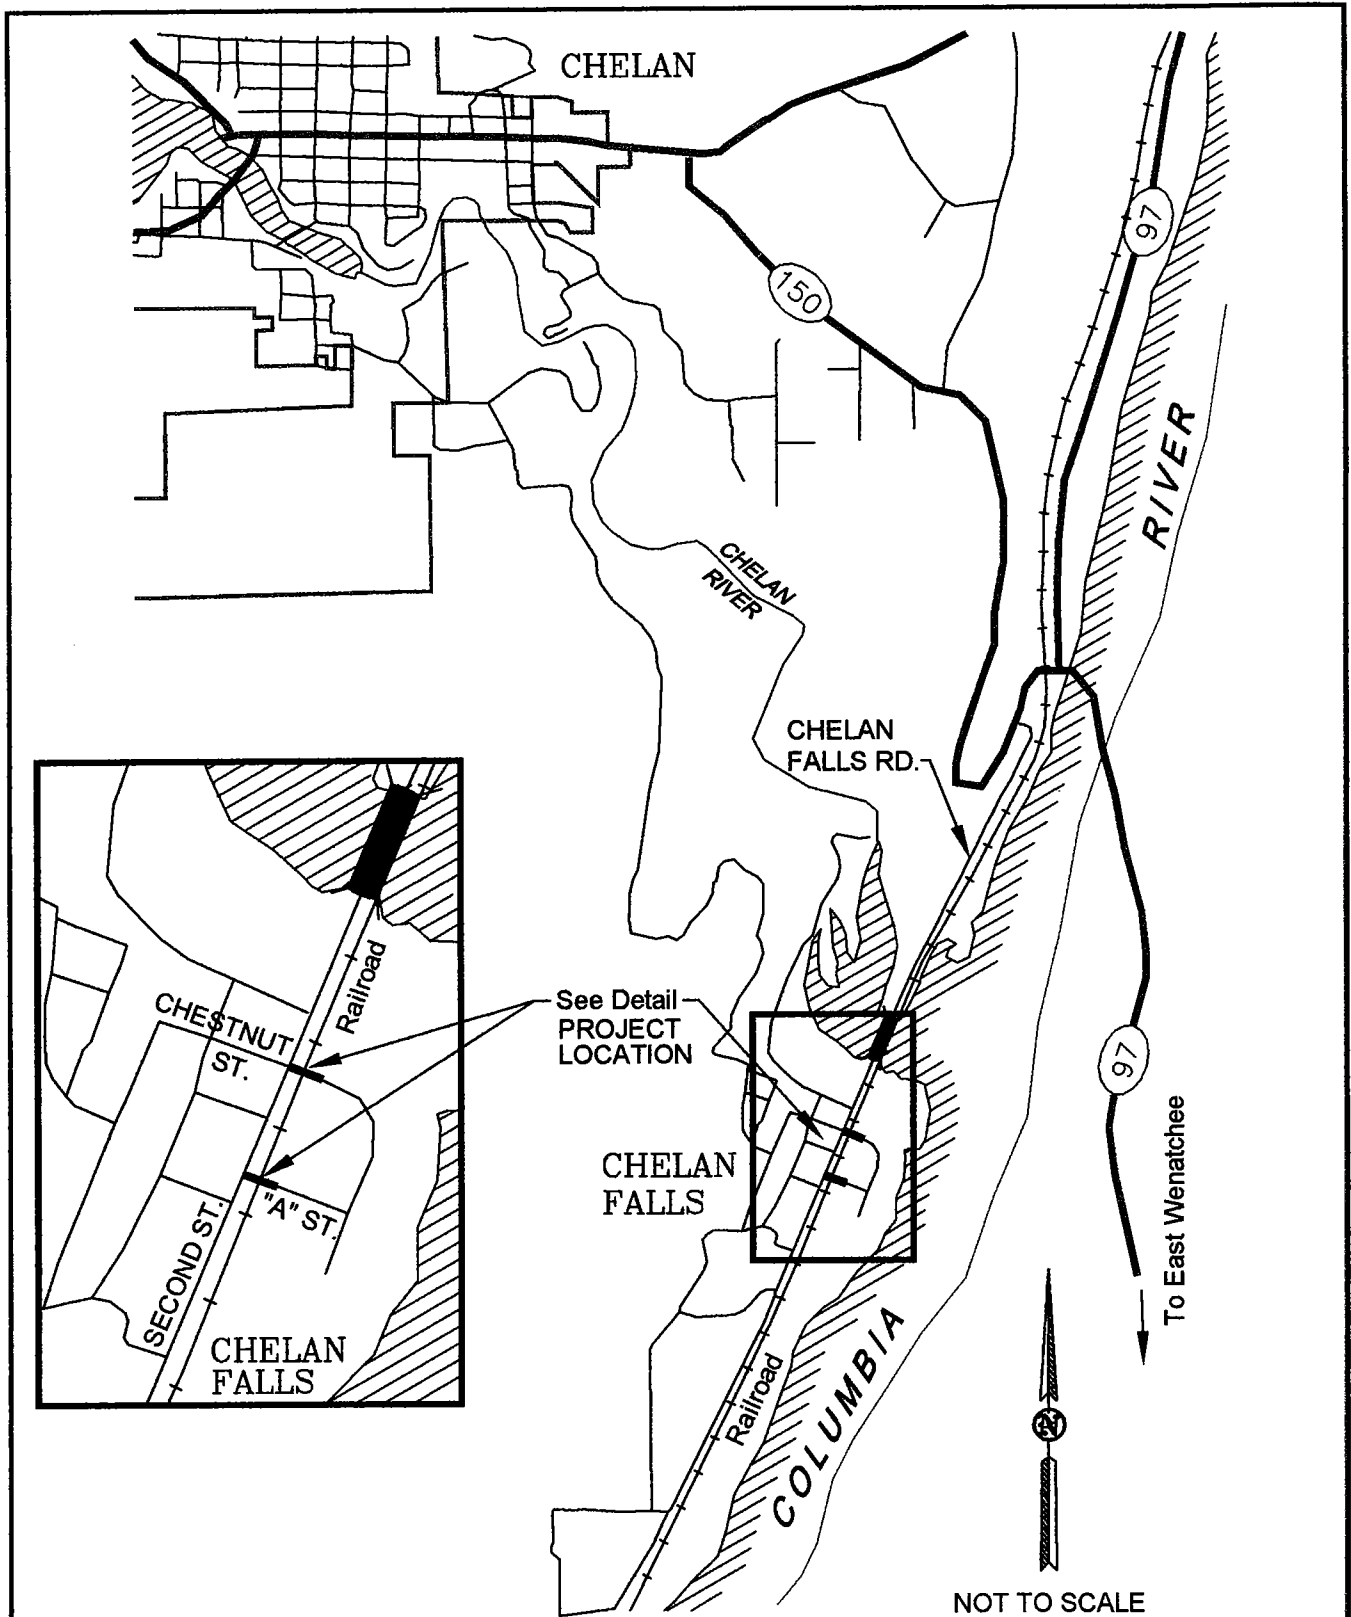 CHELAN
97
150
RIVER
CHELAN
RIVER
CHELAN
FALLS RD.
Railroad
CHESTNUT
ST.
See Detail
PROJECT
LOCATION
97
To East Wenatchee
CHELAN
FALLS
"A" ST.
SECOND ST.
CHELAN
FALLS
Railroad
COLUMBIA
N
NOT TO SCALE